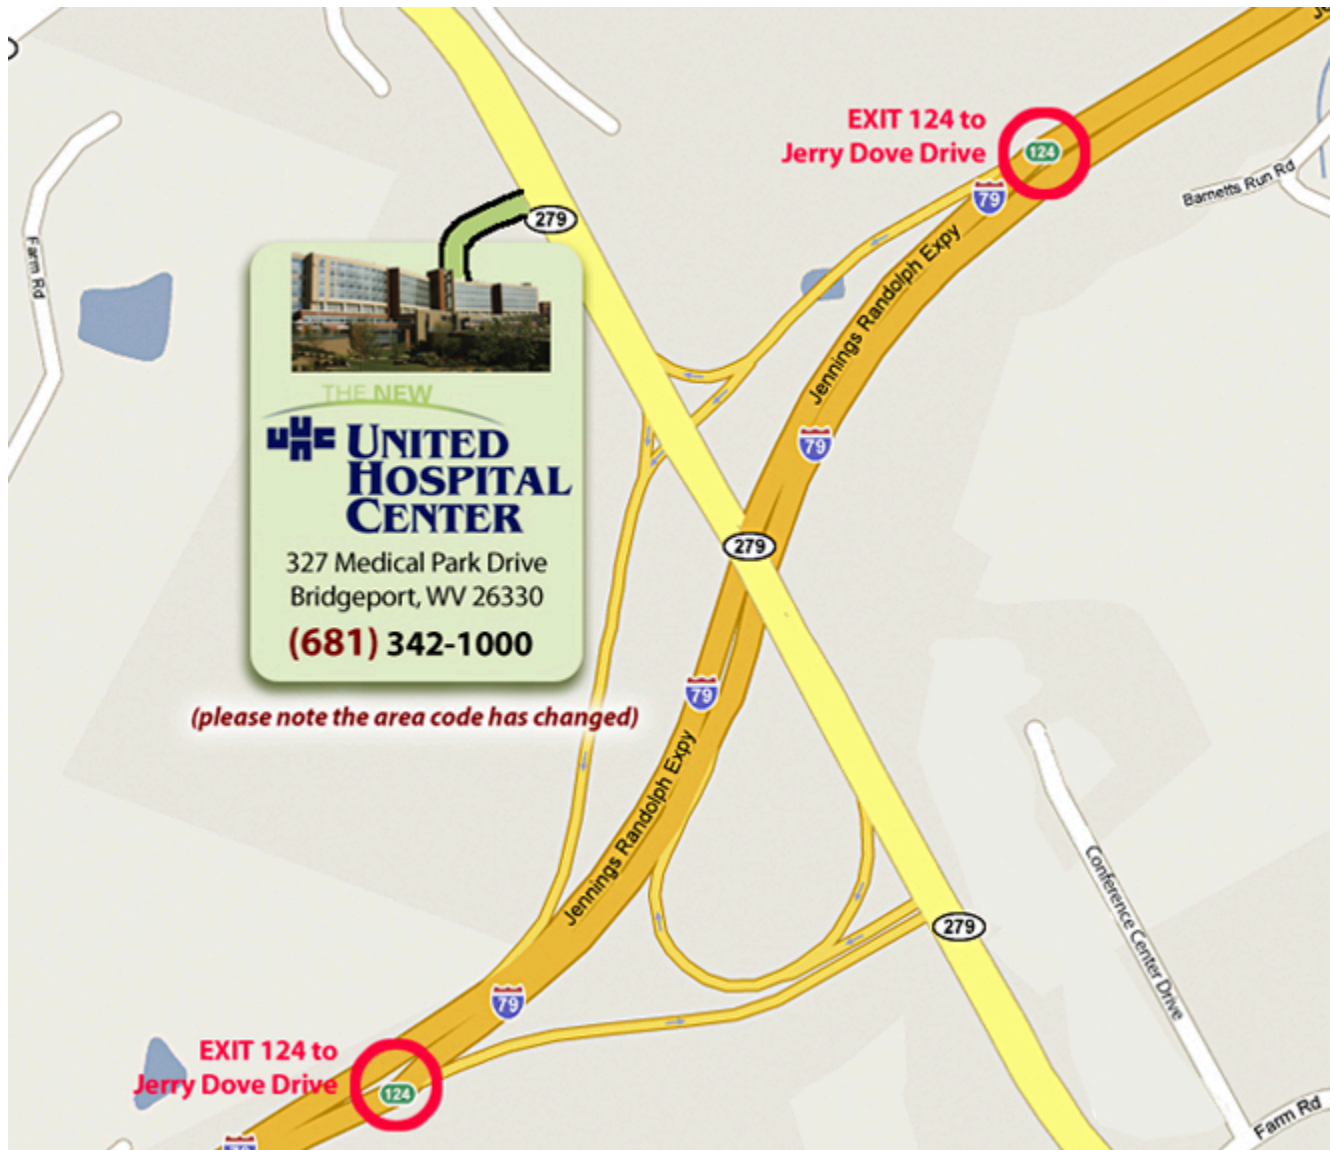 EXIT 124 to
Jerry Dove Drive
124
79
Barnetts Run Rd
279
Farm Rd
Jennings Randolph Expy
THE NEW
UHC
UNITED
HOSPITAL
CENTER
79
279
327 Medical Park Drive
Bridgeport, WV 26330
(681) 342-1000
79
(please note the area code has changed)
Jennings Randolph Expy
Conference Center Drive
279
79
EXIT 124 to
Jerry Dove Drive
124
Farm Rd